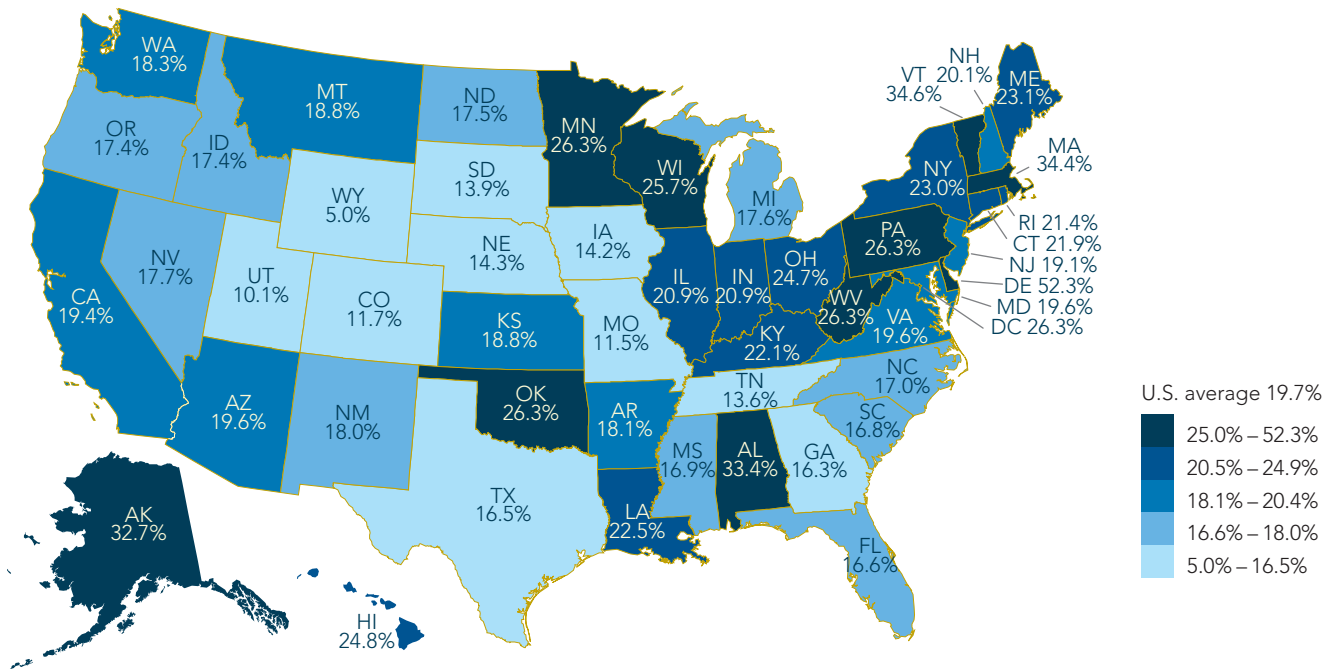 WA
18.3%
MT
18.8%
ND
17.5%
MN
26.3%
OR
17.4%
ID
17.4%
WY
5.0%
SD
13.9%
WI
25.7%
MI
17.6%
NH
20.1%
VT
34.6%
ME
23.1%
MA
34.4%
NY
23.0%
RI 21.4%
CT 21.9%
NJ 19.1%
DE 52.3%
MD 19.6%
DC 26.3%
PA
26.3%
NV
17.7%
UT
10.1%
NE
14.3%
IA
14.2%
IL
20.9%
IN
20.9%
OH
24.7%
WV
26.3%
VA
19.6%
CA
19.4%
CO
11.7%
KS
18.8%
MO
11.5%
KY
22.1%
NC
17.0%
TN
13.6%
SC
16.8%
AZ
19.6%
NM
18.0%
OK
26.3%
AR
18.1%
MS
16.9%
AL
33.4%
GA
16.3%
TX
16.5%
LA
22.5%
FL
16.6%
AK
32.7%
HI
24.8%
U.S. average 19.7%
25.0% – 52.3%
20.5% – 24.9%
18.1% – 20.4%
16.6% – 18.0%
5.0% – 16.5%